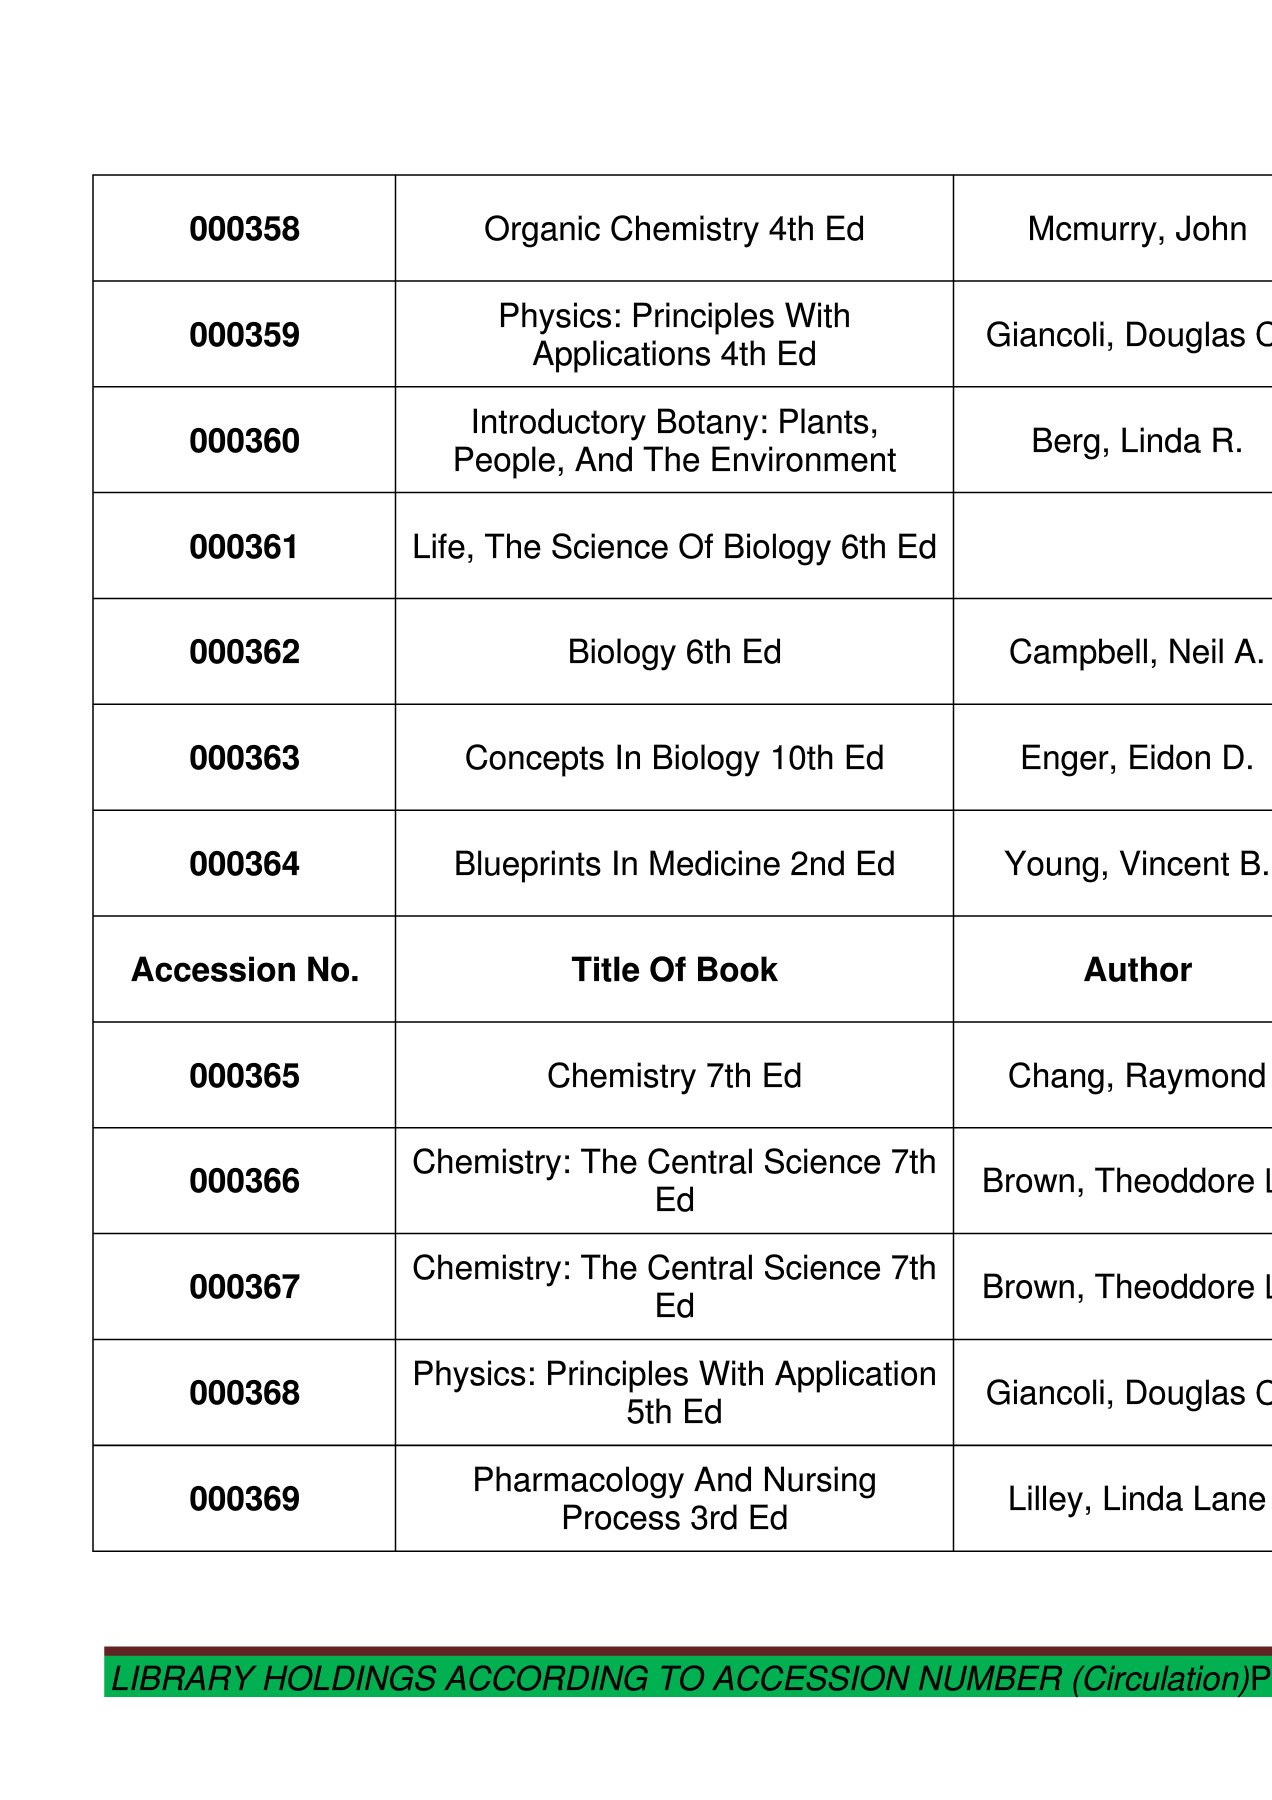 000358 Organic Chemistry 4th Ed Mcmurry, John
000359 Physics: Principles With
Applications 4th Ed Giancoli, Douglas C
000360 Introductory Botany: Plants,
People, And The Environment Berg, Linda R.
000361 Life, The Science Of Biology 6th Ed
000362 Biology 6th Ed Campbell, Neil A.
000363 Concepts In Biology 10th Ed Enger, Eidon D.
000364 Blueprints In Medicine 2nd Ed Young, Vincent B.
Accession No. Title Of Book Author
000365 Chemistry 7th Ed Chang, Raymond
000366 Chemistry: The Central Science 7th
Ed Brown, Theoddore L
000367 Chemistry: The Central Science 7th
Ed Brown, Theoddore L
000368 Physics: Principles With Application
5th Ed Giancoli, Douglas C
000369 Pharmacology And Nursing
Process 3rd Ed Lilley, Linda Lane
LIBRARY HOLDINGS ACCORDING TO ACCESSION NUMBER (Circulation)P